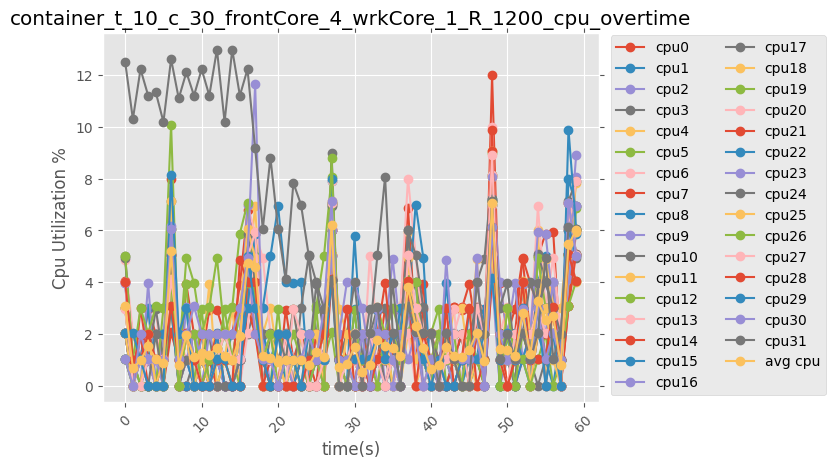 container_t_10_c_30_frontCore_4_wrkCore_1_R_1200_cpu_overtime
Cpu Utilization %
12
10
8
6
4
2
0
0
10
20
30
40
50
60
time(s)
cpu0
cpu1
cpu2
cpu3
cpu4
cpu5
cpu6
cpu7
cpu8
cpu9
cpu10
cpu11
cpu12
cpu13
cpu14
cpu15
cpu16
cpu17
cpu18
cpu19
cpu20
cpu21
cpu22
cpu23
cpu24
cpu25
cpu26
cpu27
cpu28
cpu29
cpu30
cpu31
avg cpu